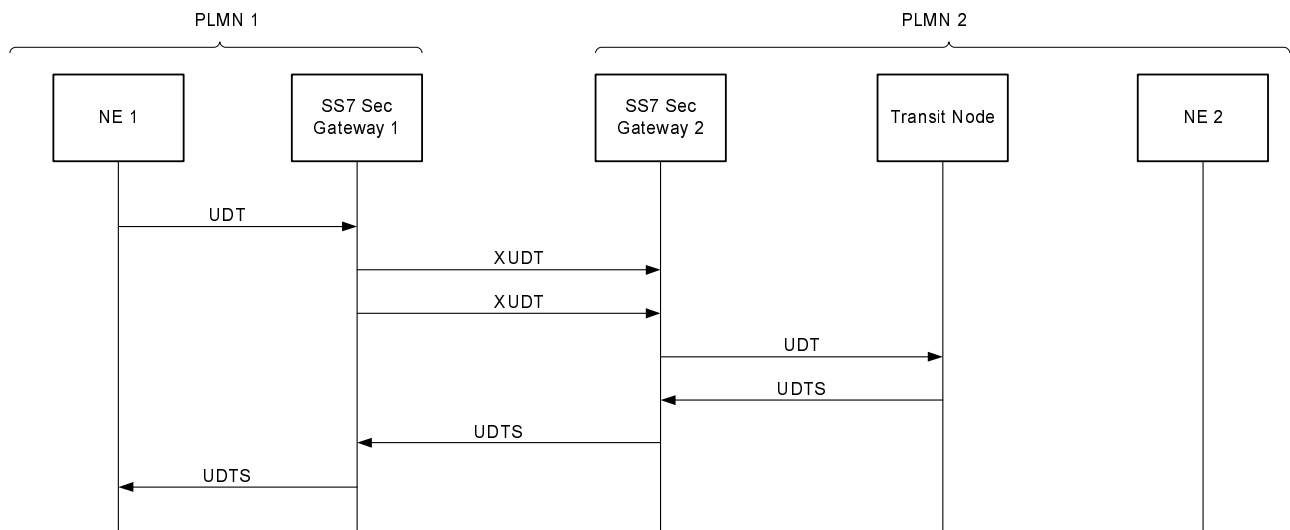 PLMN 1
PLMN 2
NE 1
SS7 Sec
Gateway 1
SS7 Sec
Gateway 2
Transit Node
NE 2
UDT
XUDT
XUDT
UDT
UDTS
UDTS
UDTS